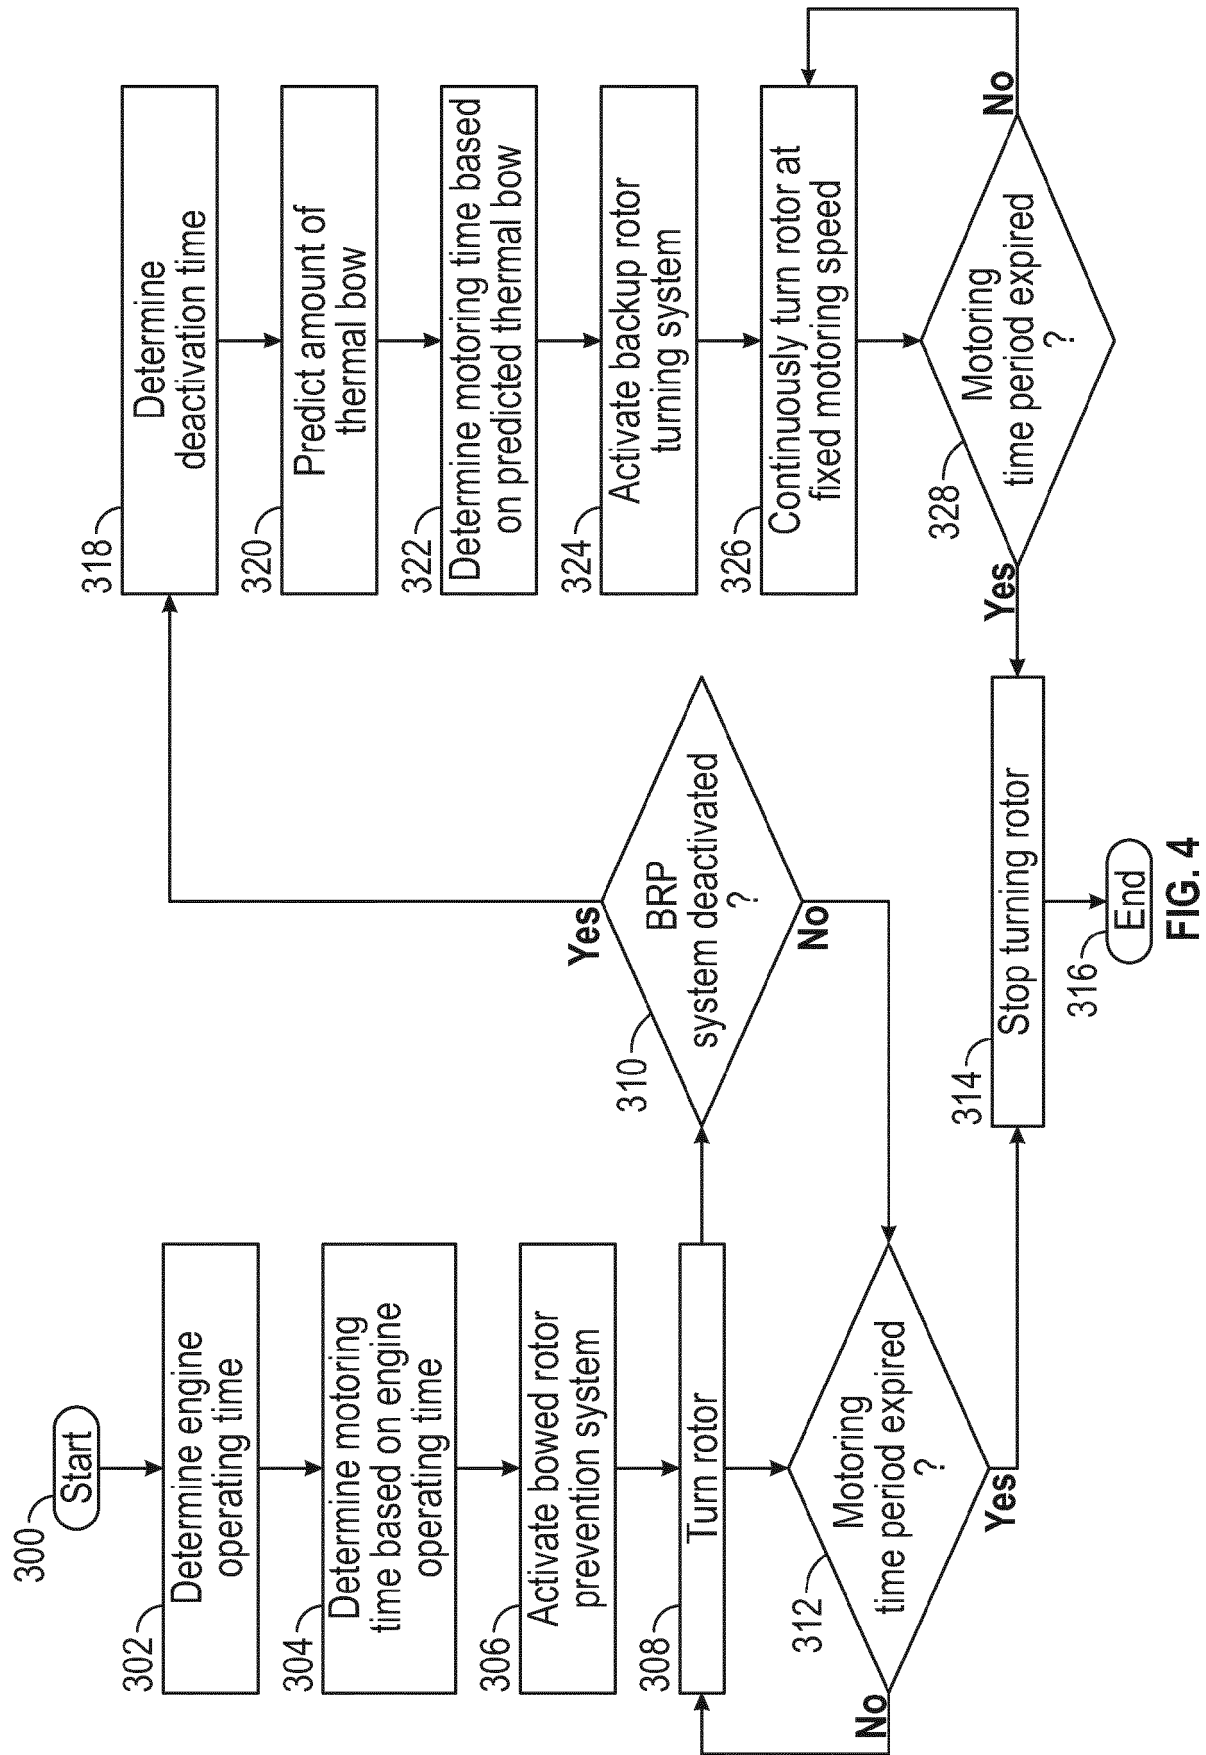 300
Start
302
Determine engine
operating time
304
Determine motoring
time based on engine
operating time
306
Activate bowed rotor
prevention system
308
Turn rotor
312
Motoring
time period expired
?
No
Yes
310
BRP
system deactivated
?
Yes
No
318
Determine
deactivation time
320
Predict amount of
thermal bow
322
Determine motoring time based
on predicted thermal bow
324
Activate backup rotor
turning system
326
Continuously turn rotor at
fixed motoring speed
328
Motoring
time period expired
?
No
Yes
314
Stop turning rotor
316
End
FIG. 4